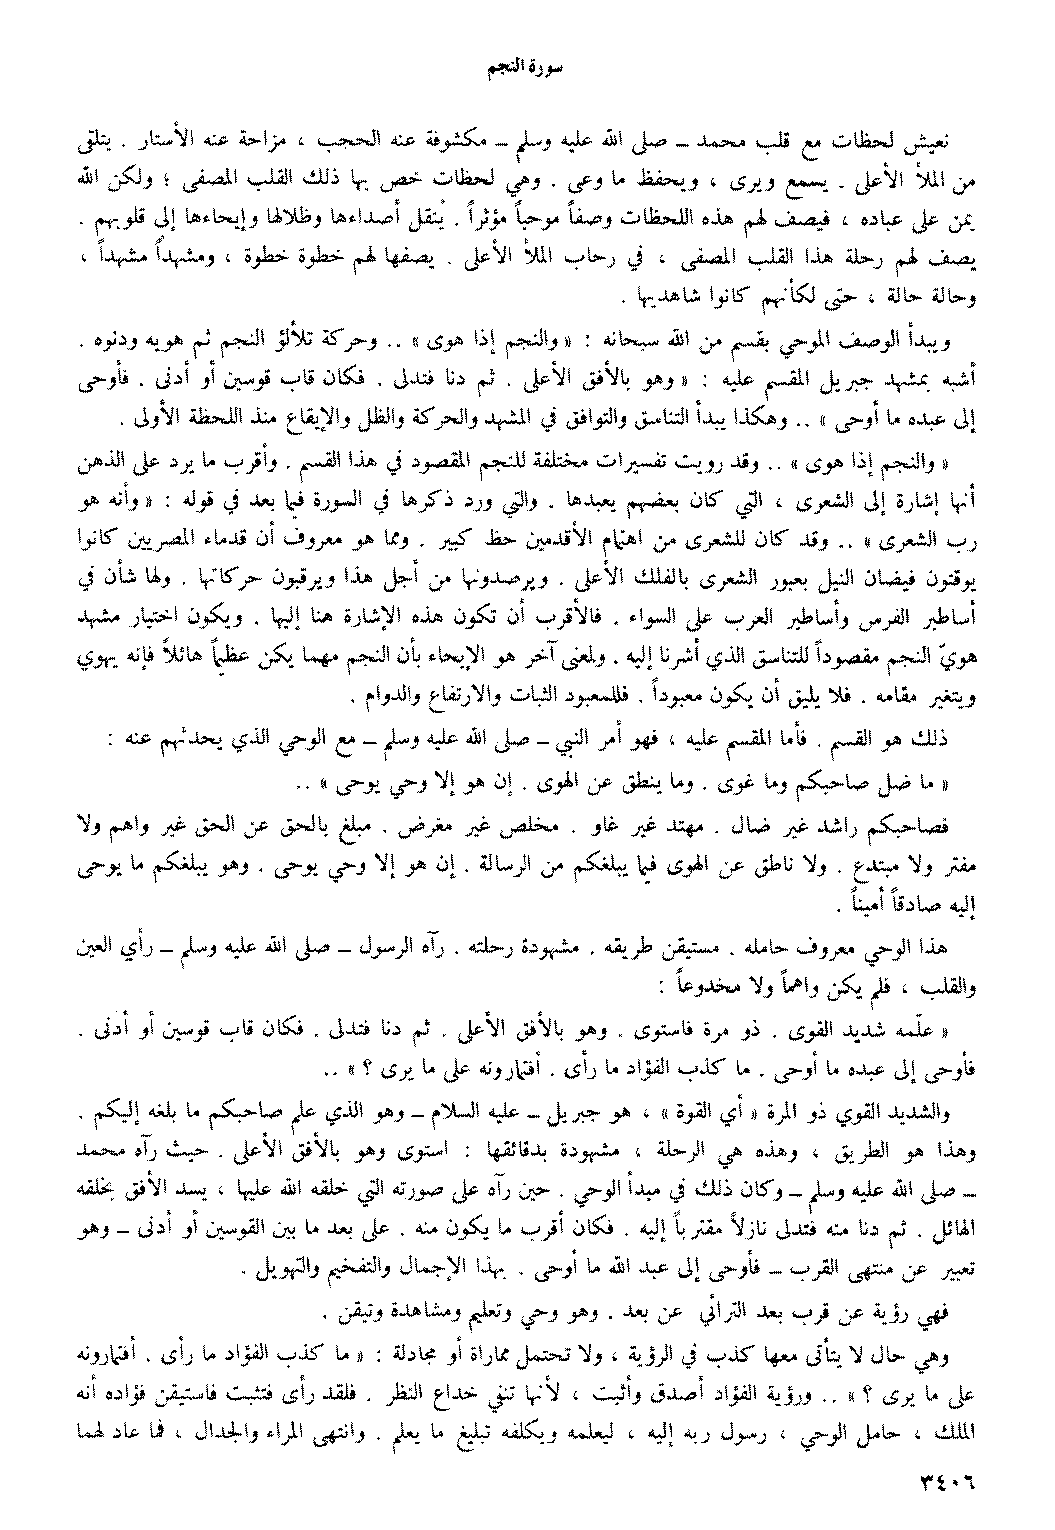 سورة النجم
نعيش لحظات مع قلب محمد – صلى الله عليه وسلم – مكشوفة عنه الحجب ، مزاحة عنه الأستار . يتلقى
من الملأ الأعلى . يسمع ويرى ، ويحفظ ما وعى . وهي لحظات خص بها ذلك القلب المصفى ؛ ولكن الله
يمن على عباده ، فيصف لهم هذه اللحظات وصفاً موحياً مؤثراً . يُنقل أصداءها وظلالها وإيحاءها إلى قلوبهم .
يصف لهم رحلة هذا القلب المصفى ، في رحاب الملأ الأعلى . يصفها لهم خطوة خطوة ، ومشهداً مشهداً ،
وحالة حالة ، حتى لكأنهم كانوا شاهديها .
ويبدأ الوصف الموحي بقسم من الله سبحانه : « والنجم إذا هوى » .. وحركة تلألؤ النجم ثم هويه ودنوه .
أشبه بمشهد جبريل المقسم عليه : « وهو بالأفق الأعلى . ثم دنا فتدلى . فكان قاب قوسين أو أدنى . فأوحى
إلى عبده ما أوحى » .. وهكذا يبدأ التناسق والتوافق في المشهد والحركة والظل والإيقاع منذ اللحظة الأولى .
« والنجم إذا هوى » .. وقد رويت تفسيرات مختلفة للنجم المقصود في هذا القسم . وأقرب ما يرد على الذهن
أنها إشارة إلى الشعرى ، التي كان بعضهم يعبدها . والتي ورد ذكرها في السورة فيما بعد في قوله : « وأنه هو
رب الشعرى » .. وقد كان للشعرى من اهتمام الأقدمين حظ كبير . ومما هو معروف أن قدماء المصريين كانوا
يوقتون فيضان النيل بعبور الشعرى بالفلك الأعلى . ويرصدونها من أجل هذا ويرقبون حركاتها . ولها شأن في
أساطير الفرس وأساطير العرب على السواء . فالأقرب أن تكون هذه الإشارة هنا إليها . ويكون اختيار مشهد
هويّ النجم مقصوداً للتناسق الذي أشرنا إليه . ولمعنى آخر هو الإيحاء بأن النجم مهما يكن عظيماً هائلاً فإنه يهوي
ويتغير مقامه . فلا يليق أن يكون معبوداً . فللمعبود الثبات والارتفاع والدوام .
ذلك هو القسم . فأما المقسم عليه ، فهو أمر النبي – صلى الله عليه وسلم – مع الوحي الذي يحدثهم عنه :
« ما ضل صاحبكم وما غوى . وما ينطق عن الهوى . إن هو إلا وحي يوحى » ..
فصاحبكم راشد غير ضال . مهتد غير غاو . مخلص غير مغرض . مبلغ بالحق عن الحق غير واهم ولا
مفتر ولا مبتدع . ولا ناطق عن الهوى فيما يبلغكم من الرسالة . إن هو إلا وحي يوحى . وهو يبلغكم ما يوحى
إليه صادقاً أميناً .
هذا الوحي معروف حامله . مستيقن طريقه . مشهودة رحلته . رآه الرسول – صلى الله عليه وسلم – رأي العين
والقلب ، فلم يكن واهماً ولا مخدوعاً :
« علّمه شديد القوى . ذو مرة فاستوى . وهو بالأفق الأعلى . ثم دنا فتدلى . فكان قاب قوسين أو أدنى .
فأوحى إلى عبده ما أوحى . ما كذب الفؤاد ما رأى . أفتمارونه على ما يرى ؟ » ..
والشديد القوي ذو المرة « أي القوة » ، هو جبريل – عليه السلام – وهو الذي علم صاحبكم ما بلغه إليكم .
وهذا هو الطريق ، وهذه هي الرحلة ، مشهودة بدقائقها : استوى وهو بالأفق الأعلى . حيث رآه محمد
– صلى الله عليه وسلم – وكان ذلك في مبدأ الوحي . حين رآه على صورته التي خلقه الله عليها ، يسد الأفق بخلقه
الهائل . ثم دنا منه فتدلى نازلاً مقترباً إليه . فكان أقرب ما يكون منه . على بعد ما بين القوسين أو أدنى – وهو
تعبير عن منتهى القرب – فأوحى إلى عبد الله ما أوحى . بهذا الإجمال والتفخيم والتهويل .
فهي رؤية عن قرب بعد الترائي عن بعد . وهو وحي وتعليم ومشاهدة وتيقن .
وهي حال لا يتأتى معها كذب في الرؤية ، ولا تحتمل مماراة أو مجادلة : « ما كذب الفؤاد ما رأى . أفتمارونه
على ما يرى ؟ » .. ورؤية الفؤاد أصدق وأثبت ، لأنها تنفي خداع النظر . فلقد رأى فتثبت فاستيقن فؤاده أنه
الملك ، حامل الوحي ، رسول ربه إليه ، ليعلمه ويكلفه تبليغ ما يعلم . وانتهى المراء والجدال ، فما عاد لهما
٣٤٠٦